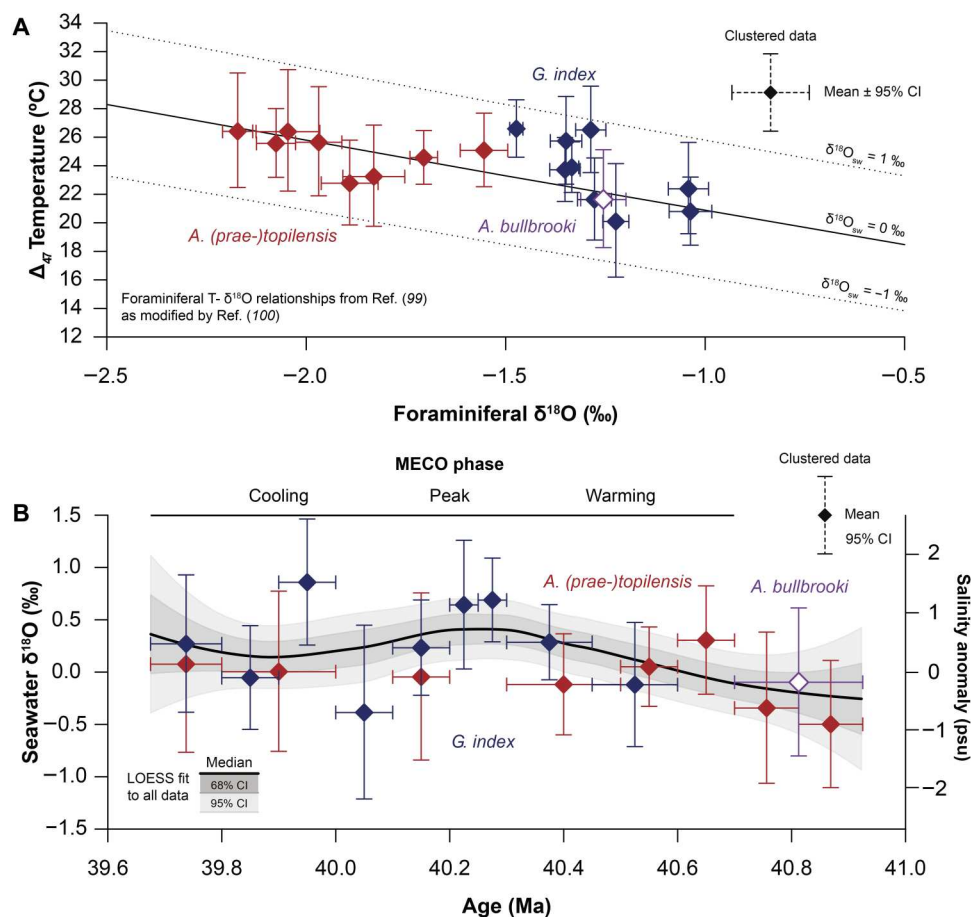 A
Δ47 Temperature (ºC)
34
32
30
28
26
24
22
20
18
16
14
12
Clustered data
Mean ± 95% CI
G. index
δ18Osw = 1 ‰
δ18Osw = 0 ‰
δ18Osw = −1 ‰
A. (prae-)topilensis
A. bullbrooki
Foraminiferal T- δ18O relationships from Ref. (99)
as modified by Ref. (100)
−2.5 −2.0 −1.5 −1.0 −0.5
Foraminiferal δ18O (‰)
MECO phase
Cooling Peak Warming
Clustered data
Mean
95% CI
B
Seawater δ18O (‰)
1.5
1.0
0.5
0.0
−0.5
−1.0
−1.5
A. (prae-)topilensis
A. bullbrooki
G. index
Salinity anomaly (psu)
2
1
0
−1
−2
LOESS fit
to all data
Median
68% CI
95% CI
39.6 39.8 40.0 40.2 40.4 40.6 40.8 41.0
Age (Ma)